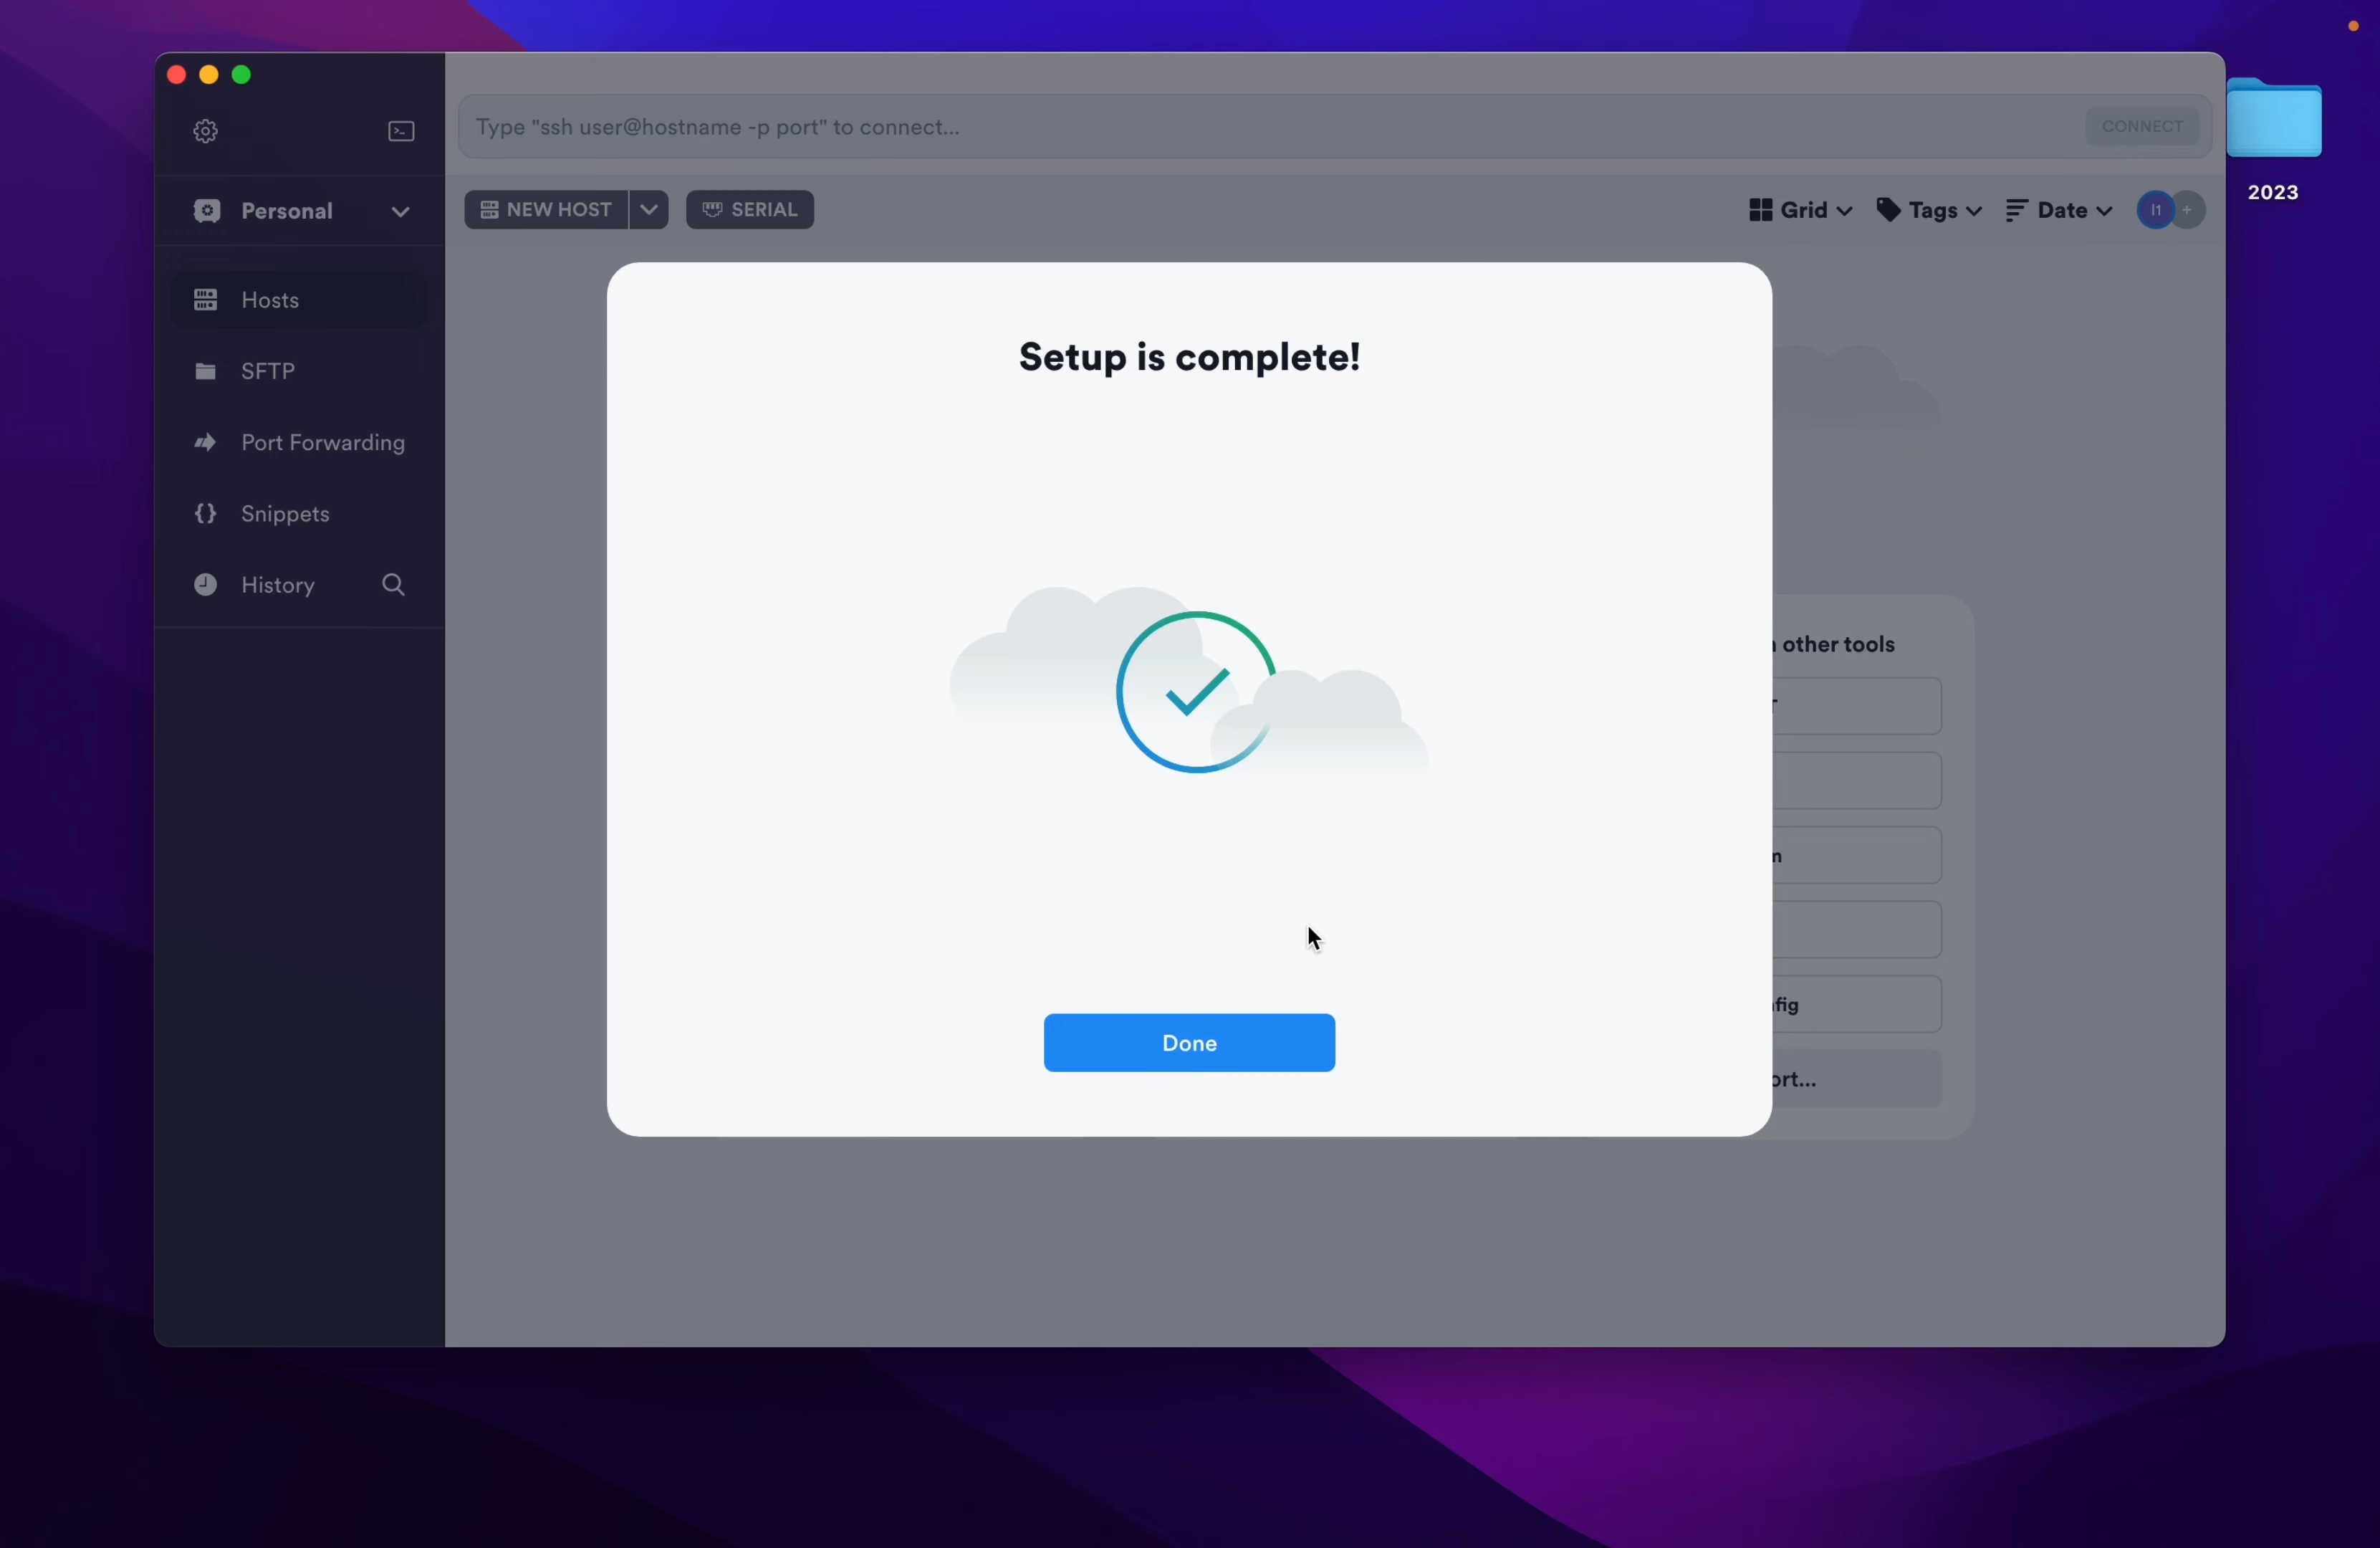 Type "ssh user@hostname -p port" to connect...
CONNECT
2023
Personal
NEW HOST
SERIAL
Grid
Tags
Date
I1
+
Hosts
SFTP
Port Forwarding
Snippets
History
Setup is complete!
Done
other tools
ort...